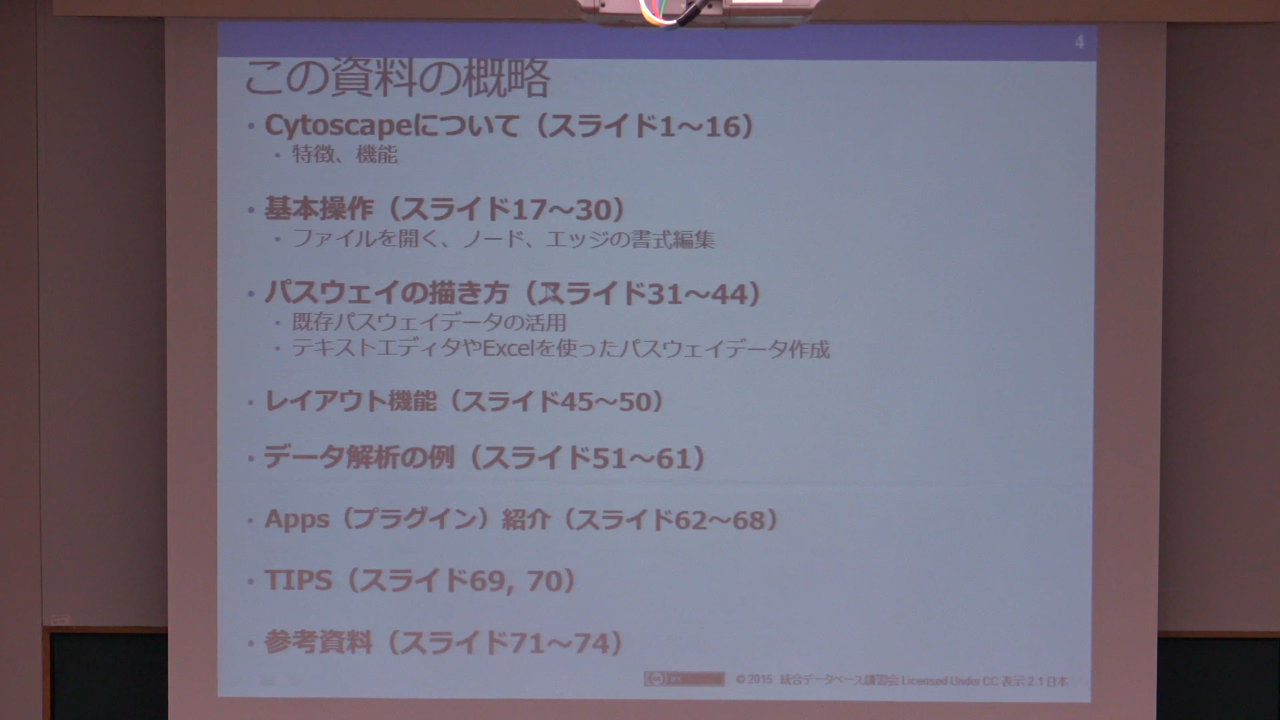 4
この資料の概略
・Cytoscapeについて（スライド1～16）
・特徴、機能
・基本操作（スライド17～30）
・ファイルを開く、ノード、エッジの書式編集
・パスウェイの描き方（スライド31～44）
・既存パスウェイデータの活用
・テキストエディタやExcelを使ったパスウェイデータ作成
・レイアウト機能（スライド45～50）
・データ解析の例（スライド51～61）
・Apps（プラグイン）紹介（スライド62～68）
・TIPS（スライド69, 70）
・参考資料（スライド71～74）
© 2015 統合データベース講習会 Licensed Under CC 表示 2.1 日本